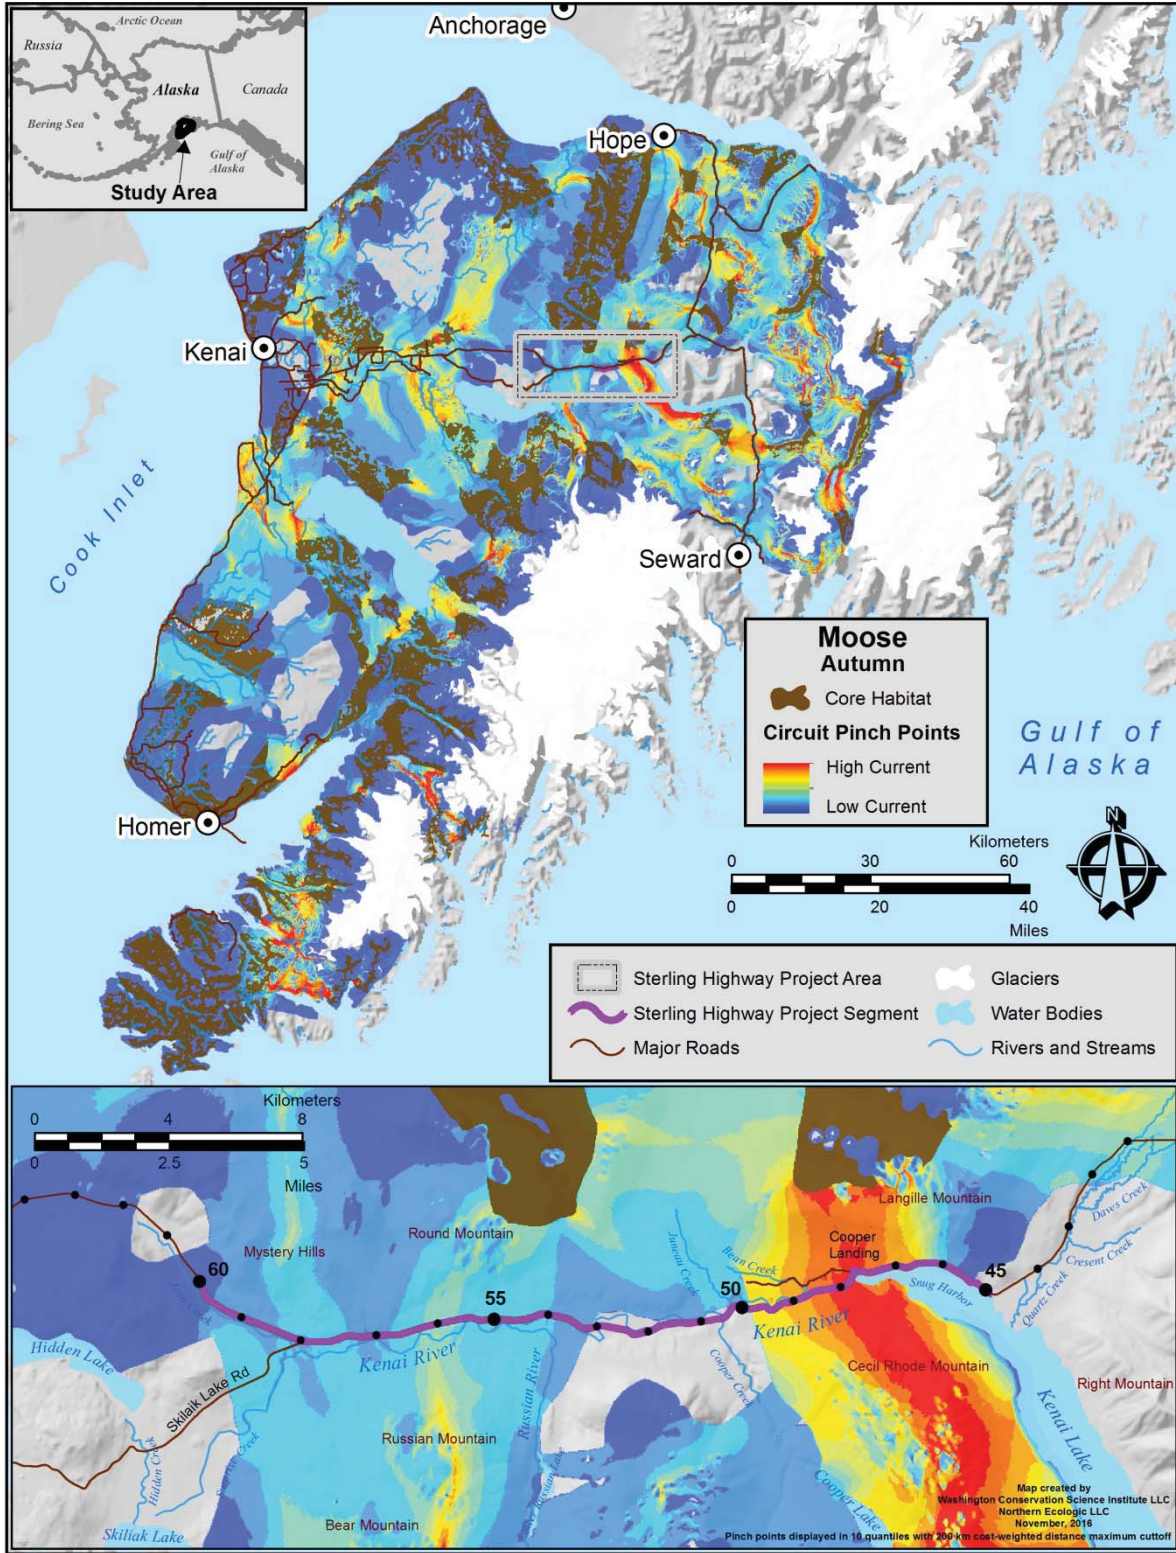 Arctic Ocean
Russia
Alaska
Canada
Bering Sea
Gulf of
Alaska
Study Area
Anchorage
Hope
Kenai
Cook Inlet
Seward
Homer
Gulf of
Alaska
Moose
Autumn
Core Habitat
Circuit Pinch Points
High Current
Low Current
N
Kilometers
0 30 60
0 20 40
Miles
Sterling Highway Project Area
Sterling Highway Project Segment
Major Roads
Glaciers
Water Bodies
Rivers and Streams
Kilometers
0 4 8
0 2.5 5
Miles
Mystery Hills
Round Mountain
Juneau Creek
Bean Creek
Langille Mountain
Cooper
Landing
Daves Creek
Cresent Creek
Quartz Creek
Snug Harbor
60
55
50
45
Kenai River
Kenai River
Hidden Lake
Skilaik Lake Rd
Hidden Creek
Skiliak Lake
Russian River
Cooper Creek
Cecil Rhode Mountain
Right Mountain
Kenai Lake
Russian Mountain
Bear Mountain
Cooper Lake
Map created by
Washington Conservation Science Institute LLC
Northern Ecologic LLC
November, 2016
Pinch points displayed in 10 quantiles with 200 km cost-weighted distance maximum cuttoff